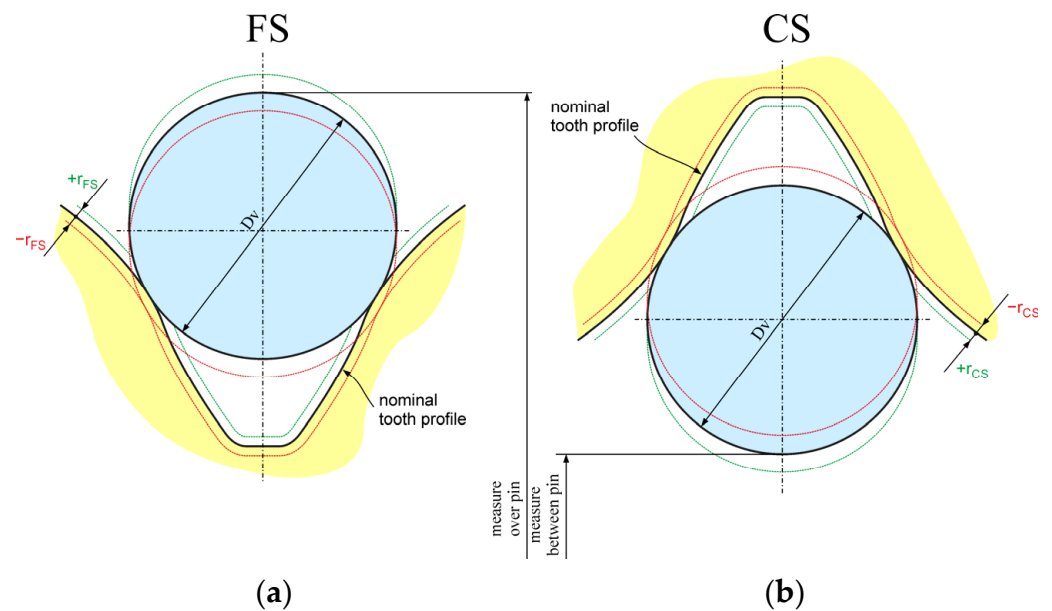 FS
CS
nominal
tooth profile
+rFS
−rFS
Dv
nominal
tooth profile
measure
over pin
measure
between pin
Dv
−rCS
+rCS
(a)
(b)